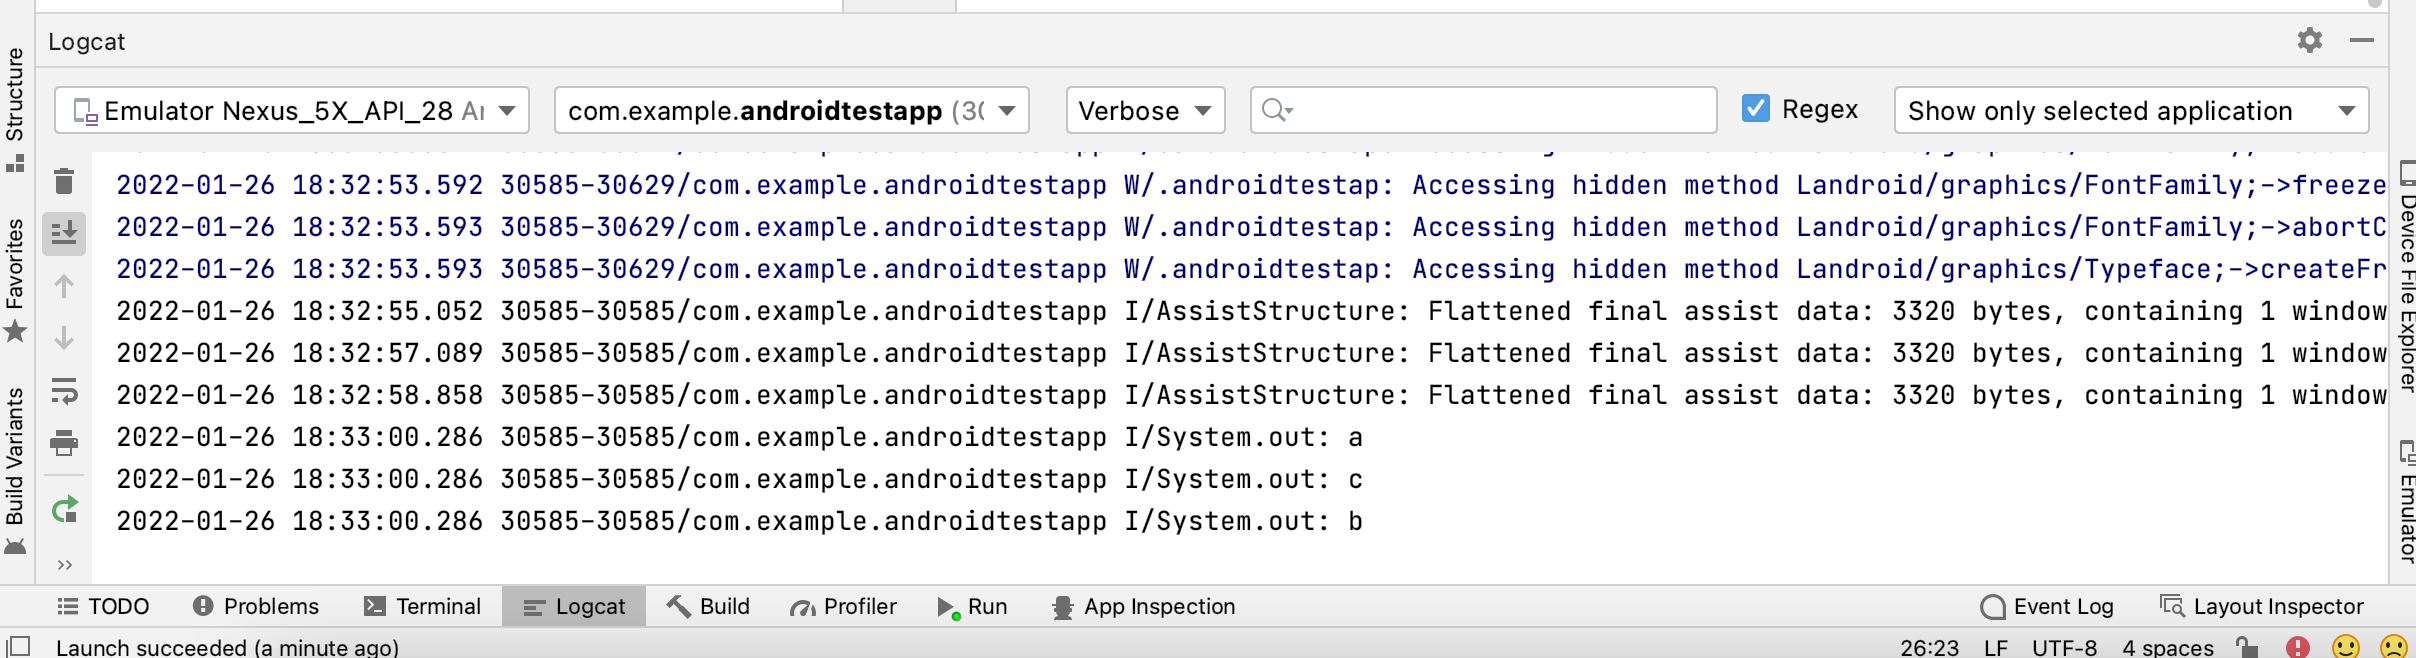 Logcat
Structure
Emulator Nexus_5X_API_28 com.example.androidtestapp Verbose Regex Show only selected application
2022-01-26 18:32:53.592 30585-30629/com.example.androidtestapp W/.androidtestap: Accessing hidden method Landroid/graphics/FontFamily;->freeze
2022-01-26 18:32:53.593 30585-30629/com.example.androidtestapp W/.androidtestap: Accessing hidden method Landroid/graphics/FontFamily;->abortC
2022-01-26 18:32:53.593 30585-30629/com.example.androidtestapp W/.androidtestap: Accessing hidden method Landroid/graphics/Typeface;->createFr
2022-01-26 18:32:55.052 30585-30585/com.example.androidtestapp I/AssistStructure: Flattened final assist data: 3320 bytes, containing 1 window
2022-01-26 18:32:57.089 30585-30585/com.example.androidtestapp I/AssistStructure: Flattened final assist data: 3320 bytes, containing 1 window
2022-01-26 18:32:58.858 30585-30585/com.example.androidtestapp I/AssistStructure: Flattened final assist data: 3320 bytes, containing 1 window
2022-01-26 18:33:00.286 30585-30585/com.example.androidtestapp I/System.out: a
2022-01-26 18:33:00.286 30585-30585/com.example.androidtestapp I/System.out: c
2022-01-26 18:33:00.286 30585-30585/com.example.androidtestapp I/System.out: b
Favorites
Build Variants
Device File Explorer
Emulator
TODO Problems Terminal Logcat Build Profiler Run App Inspection Event Log Layout Inspector
Launch succeeded (a minute ago) 26:23 LF UTF-8 4 spaces